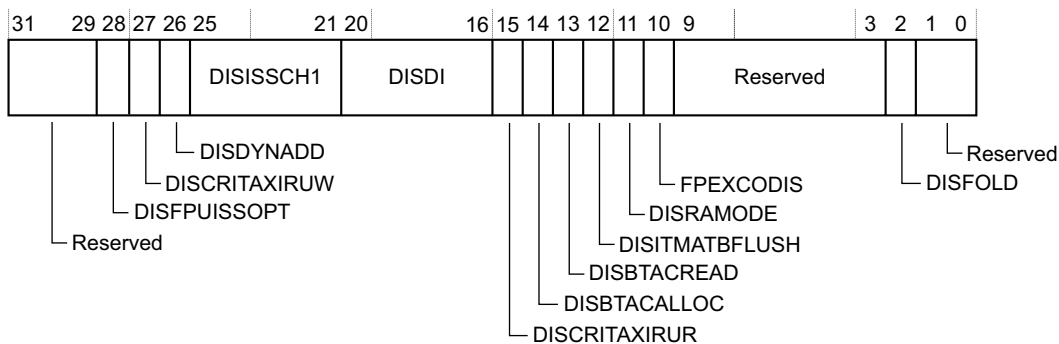 31 29 28 27 26 25 21 20 16 15 14 13 12 11 10 9 3 2 1 0
DISISSCH1 DISDI Reserved
DISDYNADD Reserved
DISCRITAXIRUW FPEXCODIS DISFOLD
DISFPUISSOPT DISRAMODE
Reserved DISITMATBFLUSH
DISBTACREAD
DISBTACALLOC
DISCRITAXIRUR